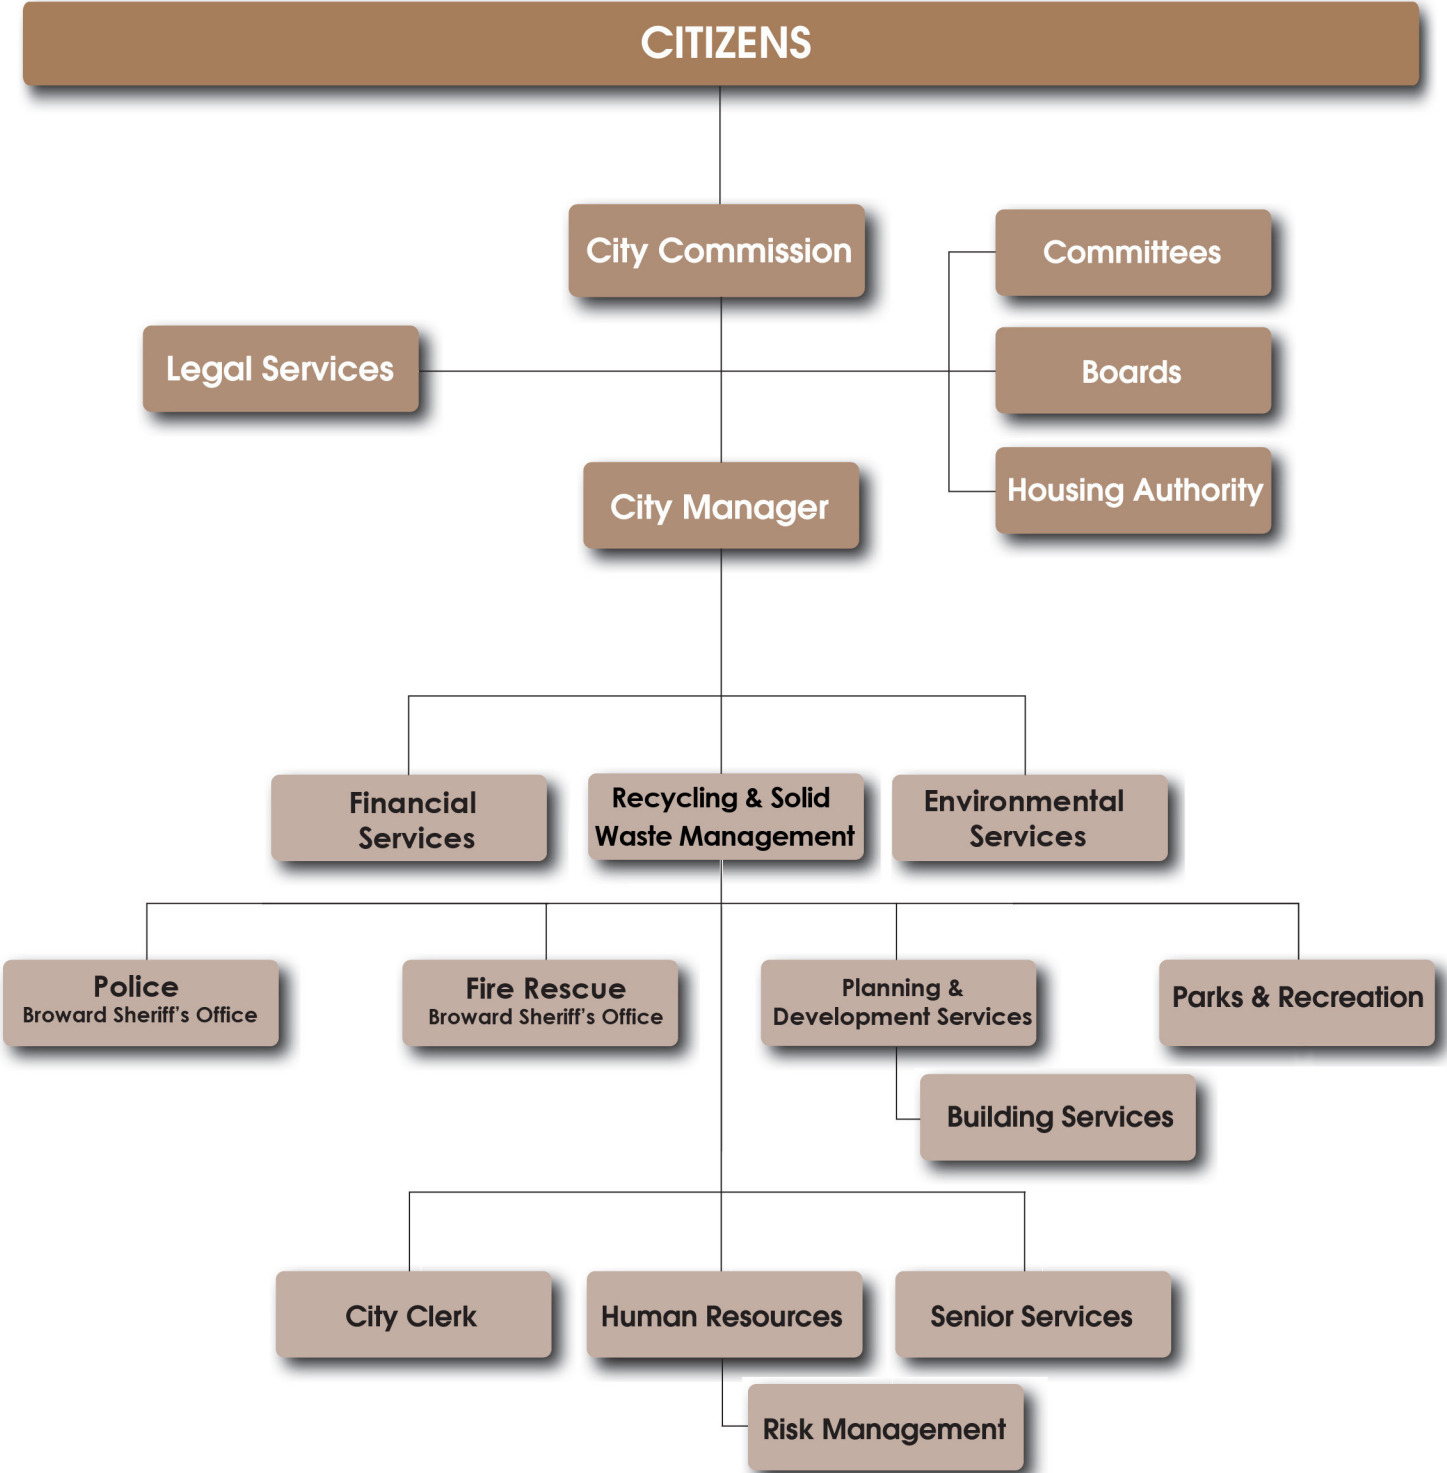 CITIZENS
City Commission
Committees
Legal Services
Boards
City Manager
Housing Authority
Financial
Services
Recycling & Solid
Waste Management
Environmental
Services
Police
Broward Sheriff's Office
Fire Rescue
Broward Sheriff's Office
Planning &
Development Services
Parks & Recreation
Building Services
City Clerk
Human Resources
Senior Services
Risk Management